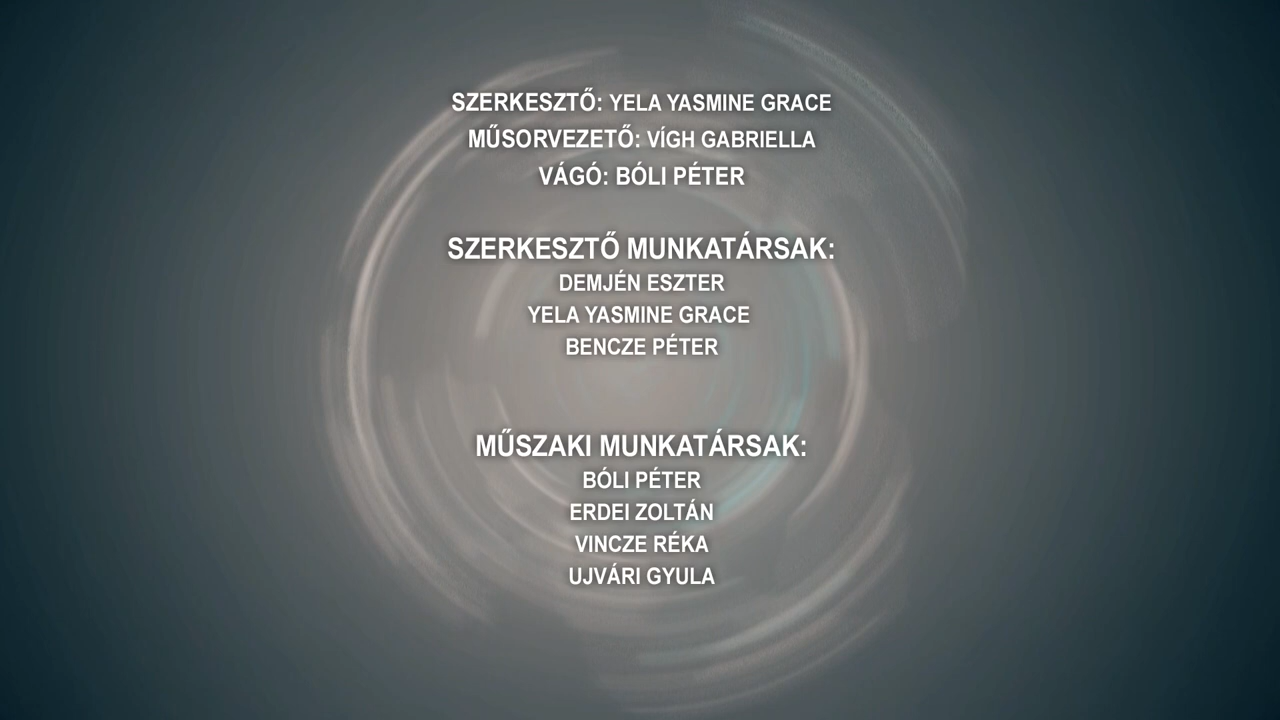 SZERKESZTŐ: YELA YASMINE GRACE
MŰSORVEZETŐ: VÍGH GABRIELLA
VÁGÓ: BÓLI PÉTER
SZERKESZTŐ MUNKATÁRSAK:
DEMJÉN ESZTER
YELA YASMINE GRACE
BENCZE PÉTER
MŰSZAKI MUNKATÁRSAK:
BÓLI PÉTER
ERDEI ZOLTÁN
VINCZE RÉKA
UJVÁRI GYULA